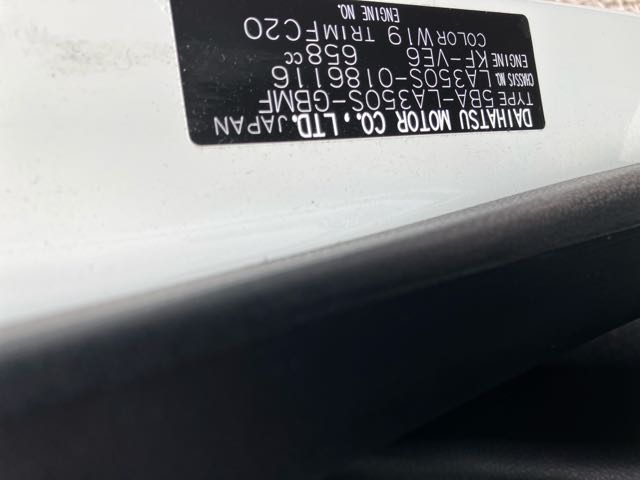 DAIHATSU MOTOR CO., LTD. JAPAN
TYPE 5BA-LA350S-GBMF
CHASSIS NO. LA350S-0186116
658cc
ENGINE KF-VE6
COLOR W19 TRIM FC20
ENGINE NO.